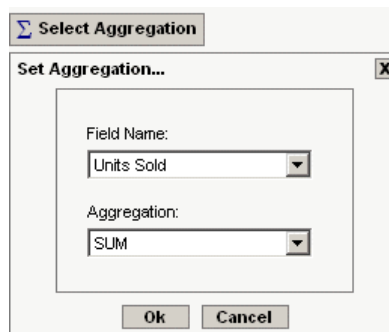 Σ Select Aggregation
Set Aggregation... X
Field Name:
Units Sold
Aggregation:
SUM
Ok Cancel